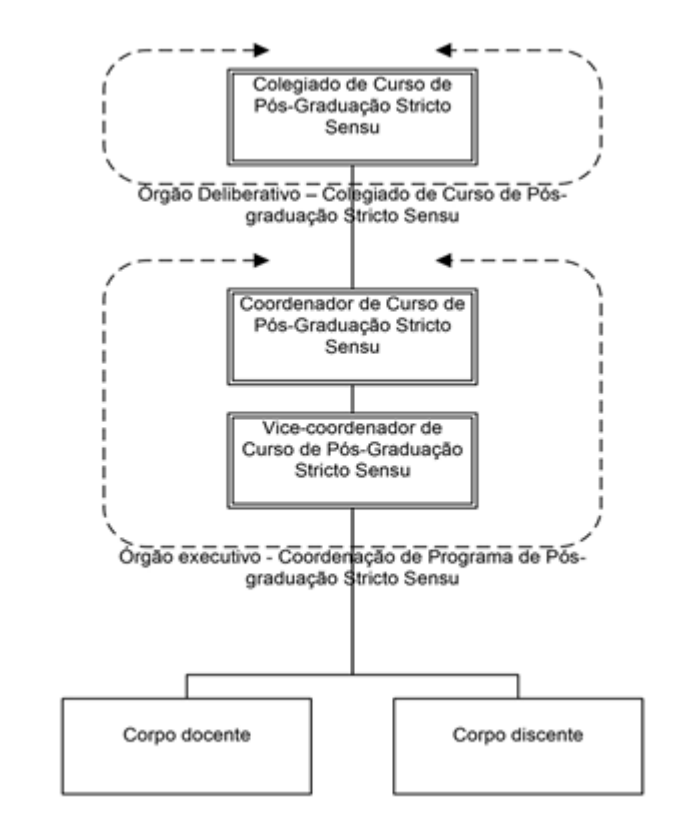 Colegiado de Curso de
Pós-Graduação Stricto
Sensu
Órgão Deliberativo – Colegiado de Curso de Pós-
graduação Stricto Sensu
Coordenador de Curso de
Pós-Graduação Stricto
Sensu
Vice-coordenador de
Curso de Pós-Graduação
Stricto Sensu
Órgão executivo - Coordenação de Programa de Pós-
graduação Stricto Sensu
Corpo docente
Corpo discente